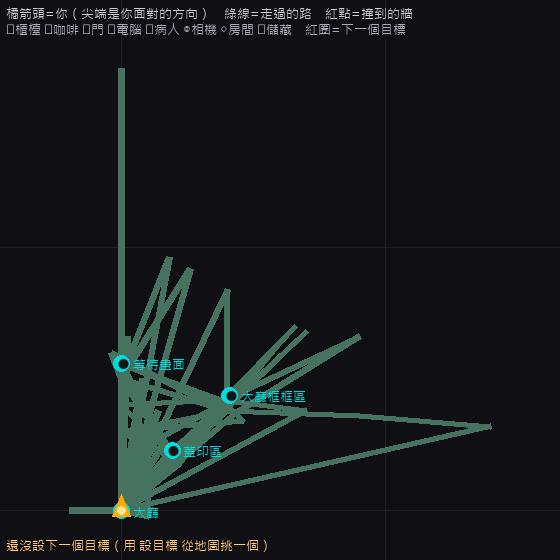 橘箭頭=你(尖端是你面對的方向) 綠線=走過的路 紅點=撞到的牆
▯櫃檯 ▯咖啡 ▯門 ▯電腦 ▯病人 ⊙相機 ◇房間 ▯儲藏 紅圈=下一個目標
等待畫面
大廳框框區
蓋印區
大廳
還沒設下一個目標(用 設目標 從地圖挑一個)